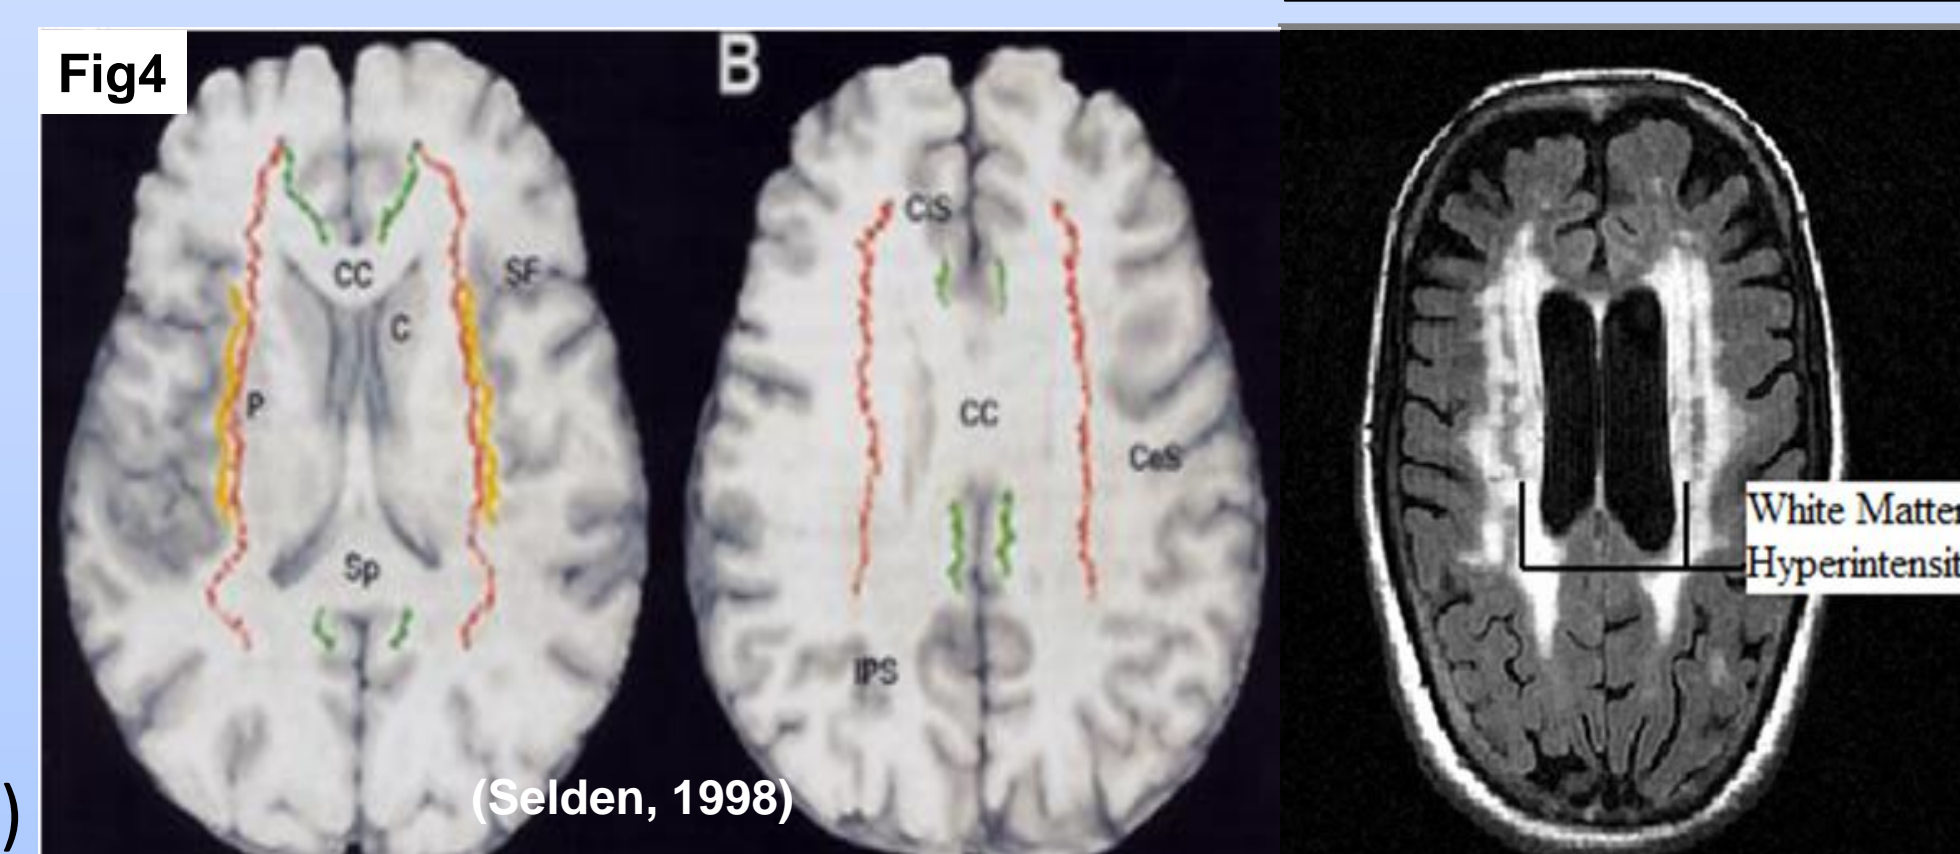 Fig4
B
CiS
CC
SF
C
P
CC
CeS
Sp
IPS
White Matter
Hyperintensit
(Selden, 1998)
)